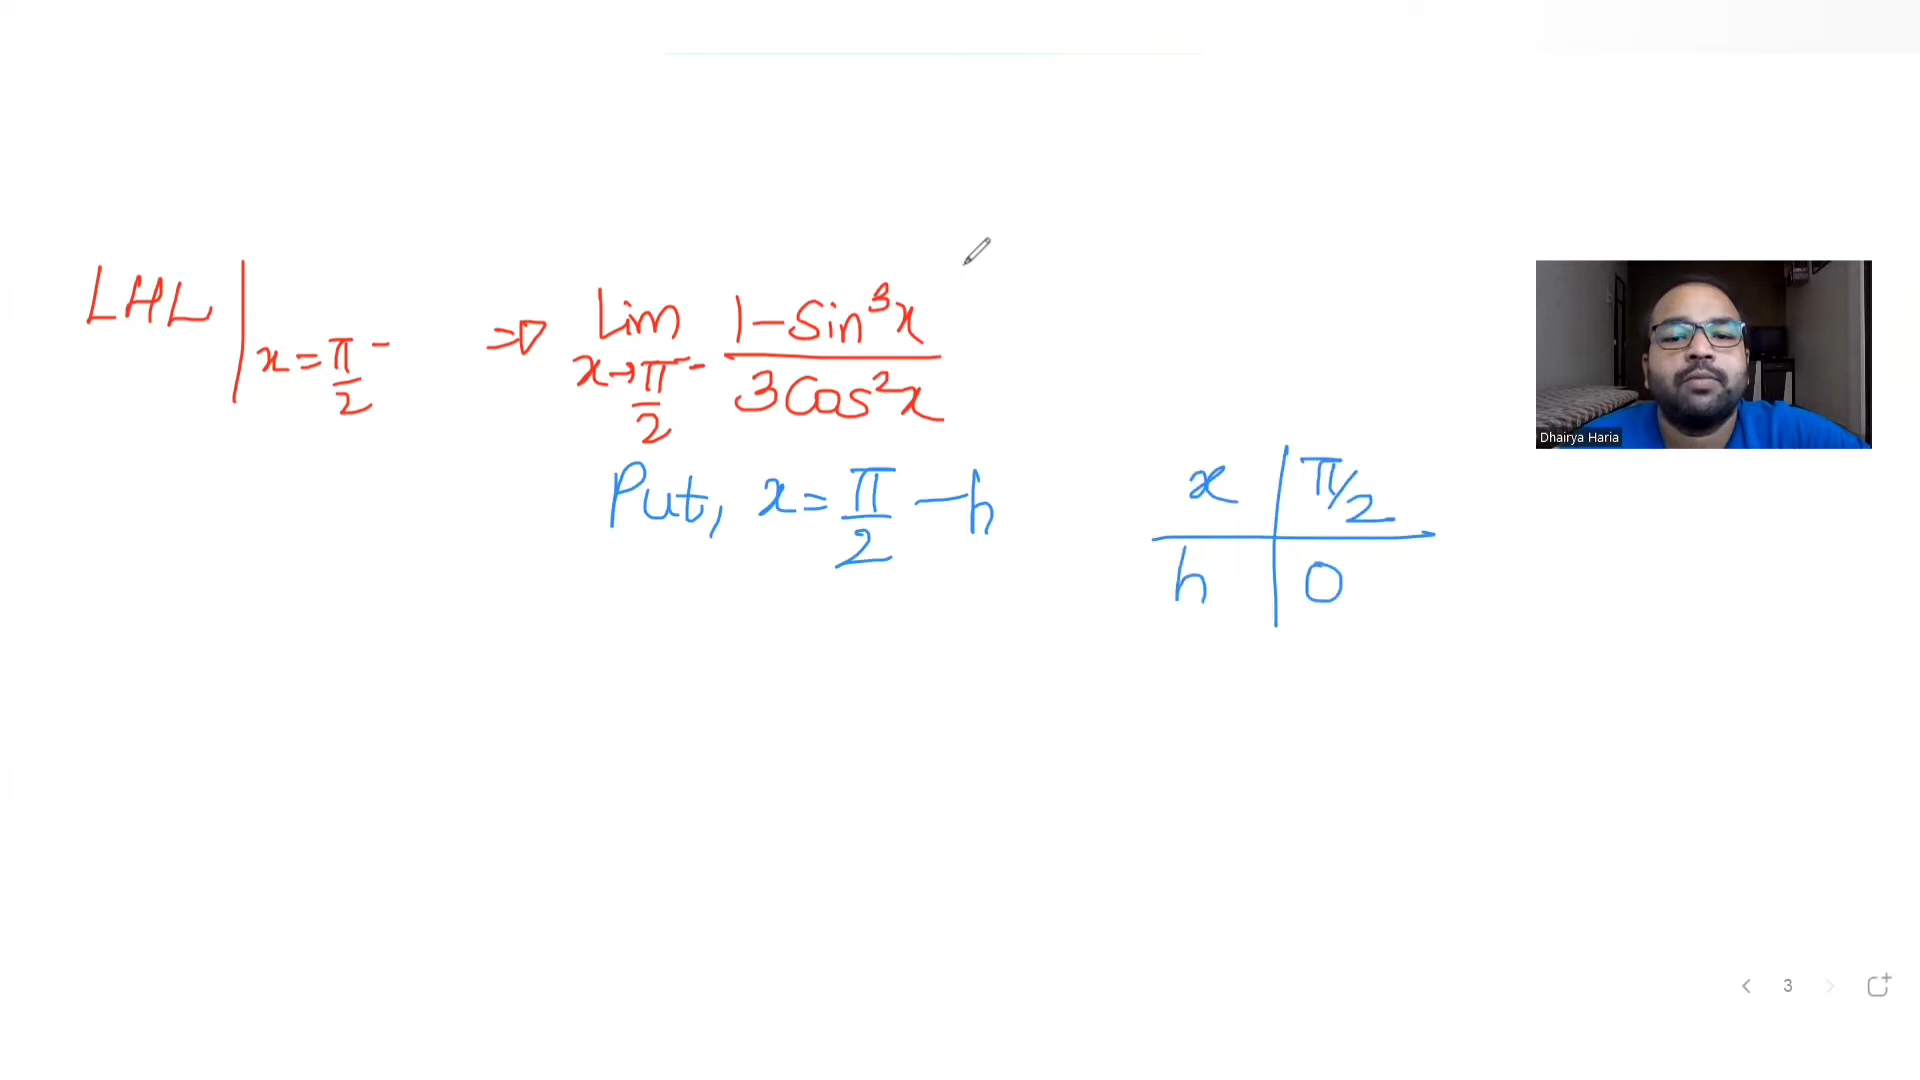 LHL | x = π/2⁻ ⇒ Lim x→π/2⁻ (1-Sin³x)/(3Cos²x)
Put, x = π/2 - h
x | π/2
h | 0
Dhairya Haria
3